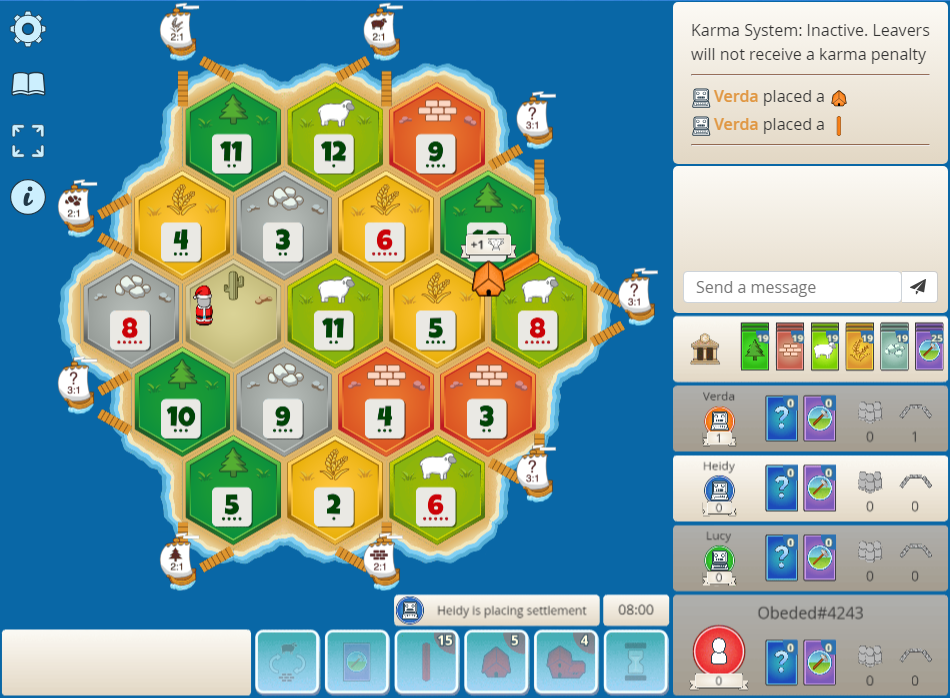 Karma System: Inactive. Leavers
will not receive a karma penalty
Verda placed a
Verda placed a
Send a message
19 19 19 19 19 25
Verda
1
0 0
0 1
Heidy
0
0 0
0 0
Lucy
0
0 0
0 0
Obeded#4243
0
0 0
0 0
2:1
2:1
? 3:1
2:1
? 3:1
? 3:1
? 3:1
2:1
2:1
11 12 9
4 3 6
+1
8 11 5 8
10 9 4 3
5 2 6
Heidy is placing settlement
08:00
15 5 4
i